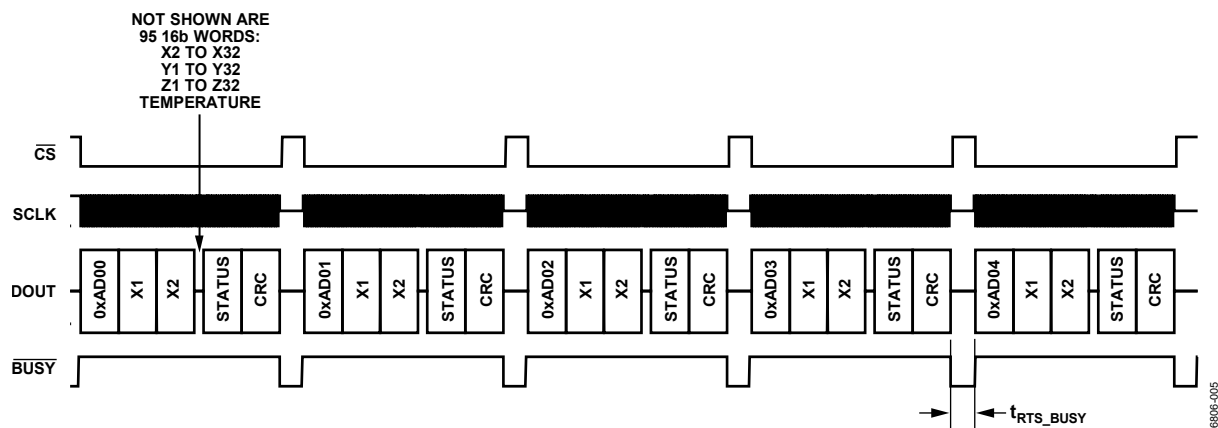 NOT SHOWN ARE
95 16b WORDS:
X2 TO X32
Y1 TO Y32
Z1 TO Z32
TEMPERATURE
CS
SCLK
DOUT
0xAD00
X1
X2
STATUS
CRC
0xAD01
X1
X2
STATUS
CRC
0xAD02
X1
X2
STATUS
CRC
0xAD03
X1
X2
STATUS
CRC
0xAD04
X1
X2
STATUS
CRC
BUSY
tRTS_BUSY
6806-005